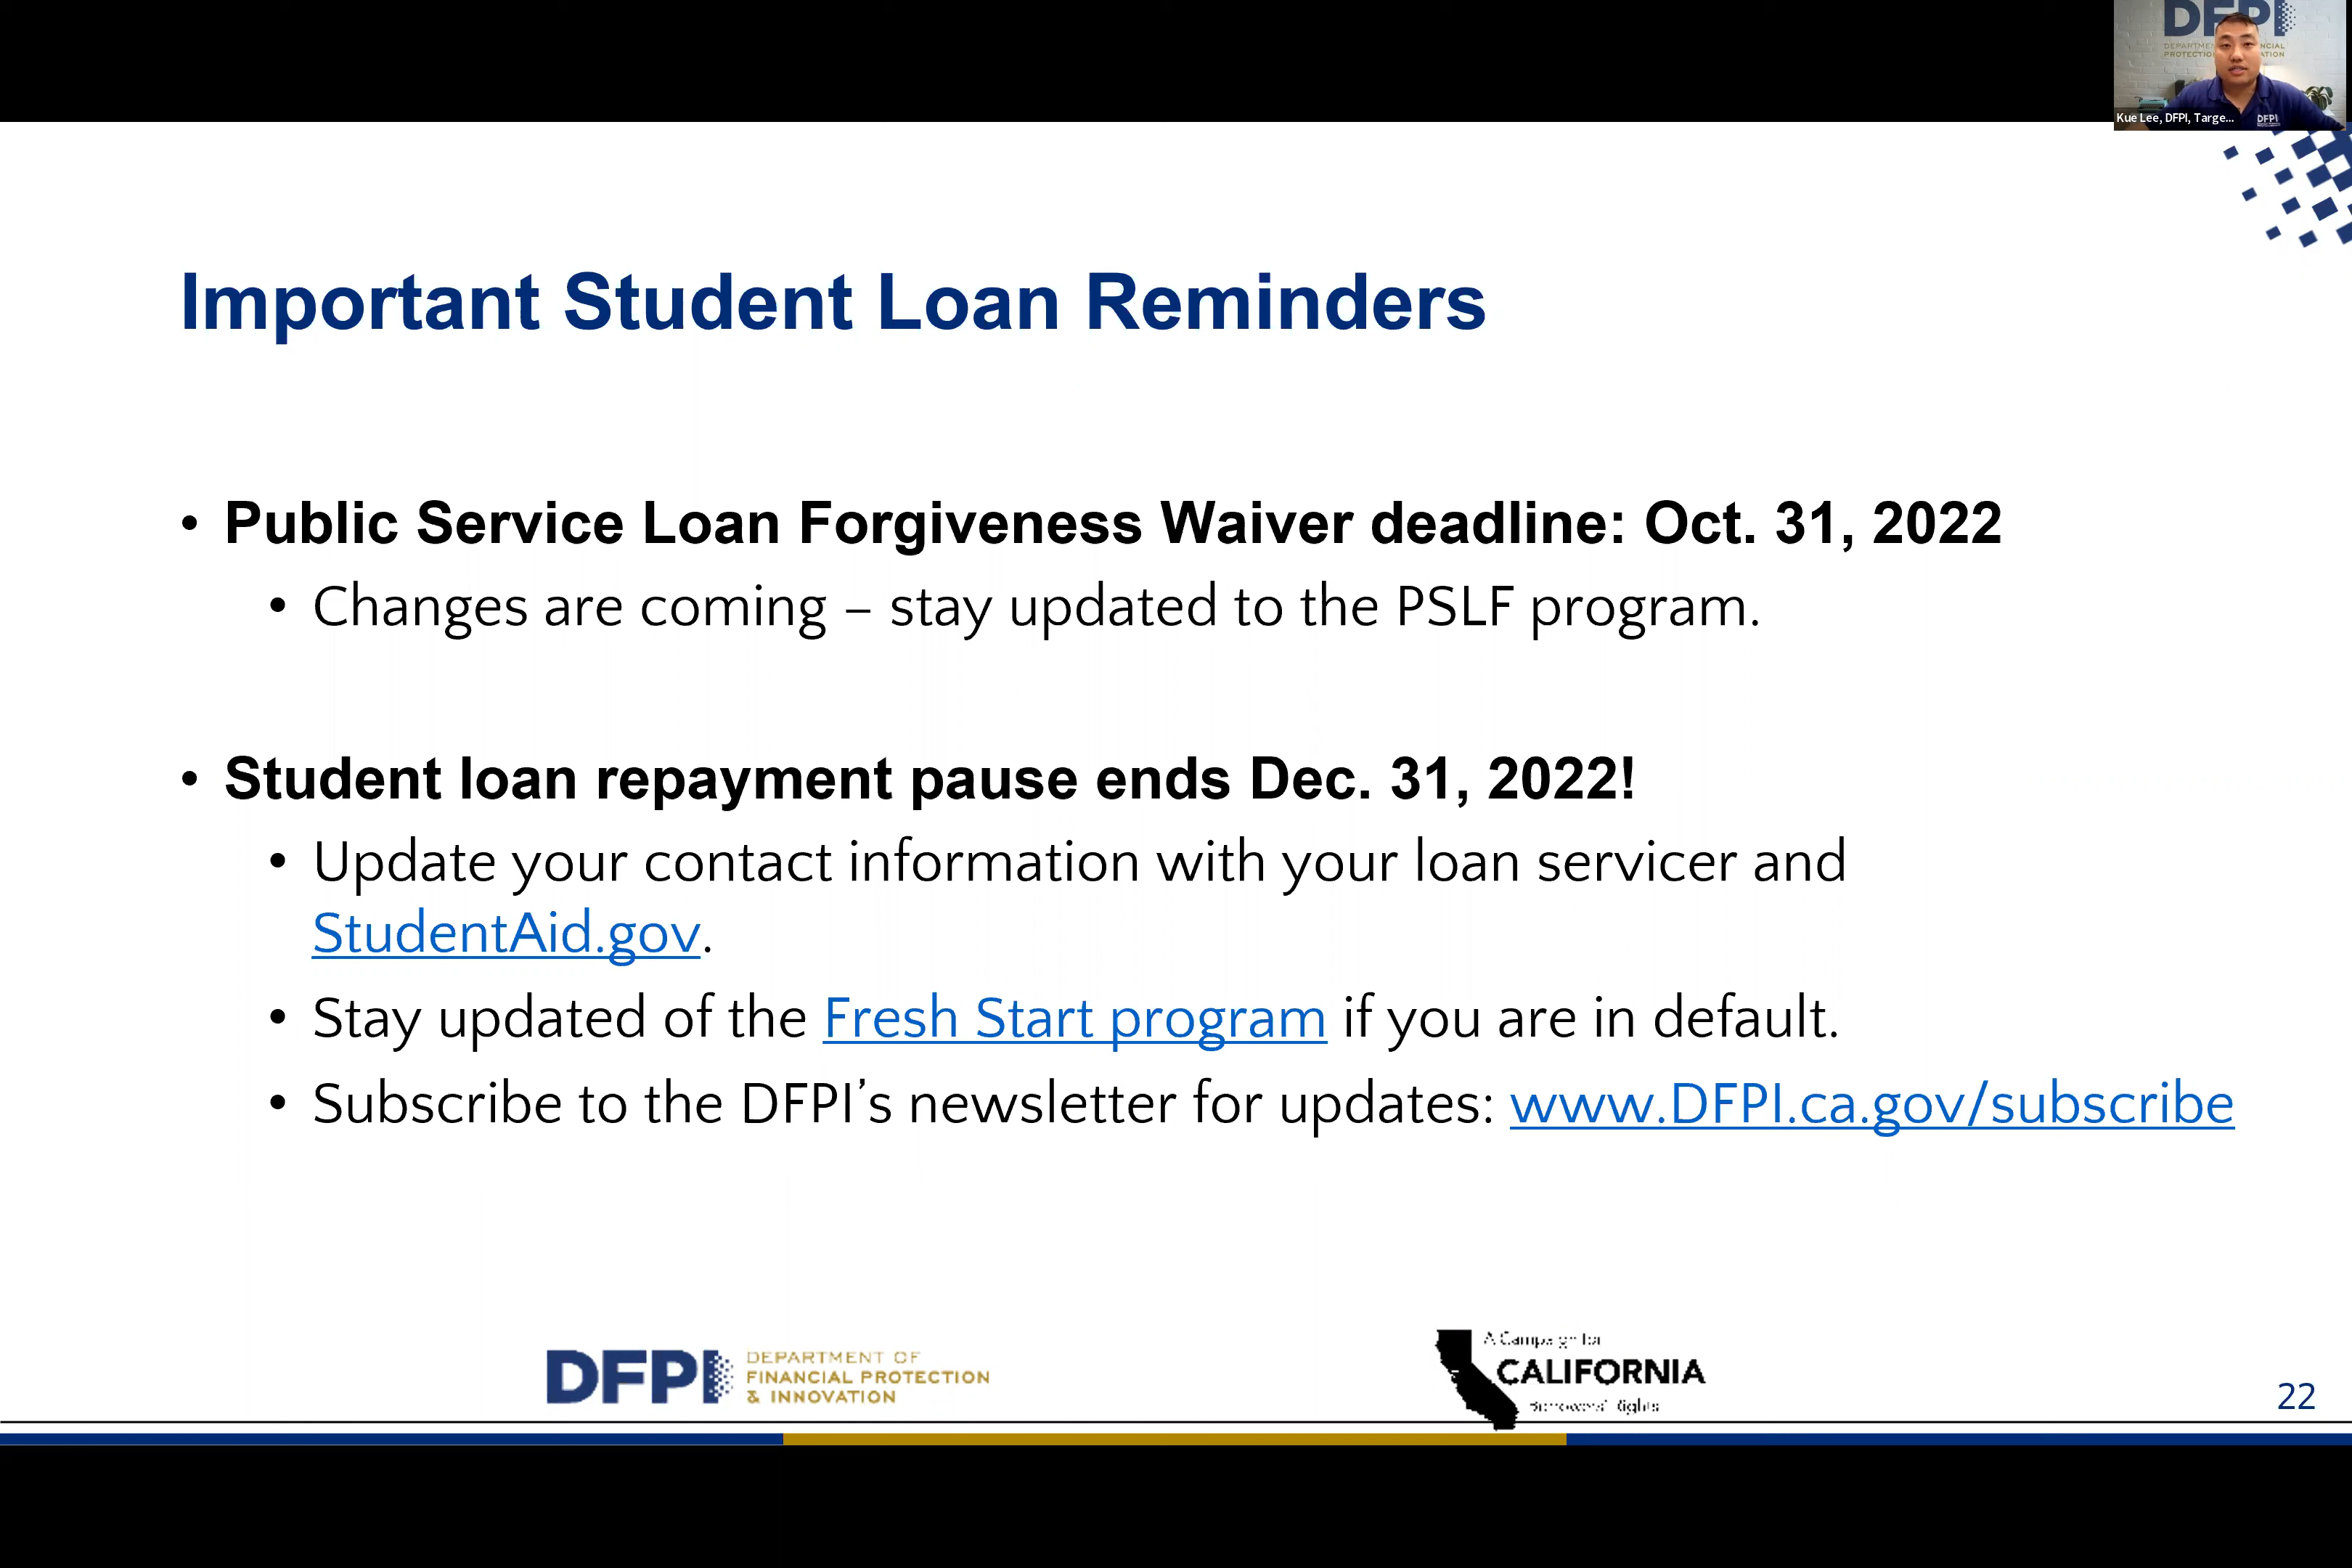 DFPI
Kue Lee, DFPI, Targe...
DFPI
Important Student Loan Reminders
• Public Service Loan Forgiveness Waiver deadline: Oct. 31, 2022
• Changes are coming – stay updated to the PSLF program.
• Student loan repayment pause ends Dec. 31, 2022!
• Update your contact information with your loan servicer and
StudentAid.gov.
• Stay updated of the Fresh Start program if you are in default.
• Subscribe to the DFPI’s newsletter for updates: www.DFPI.ca.gov/subscribe
DFPI
DEPARTMENT OF
FINANCIAL PROTECTION
& INNOVATION
A Campaign for
CALIFORNIA
Borrowers' Rights
22